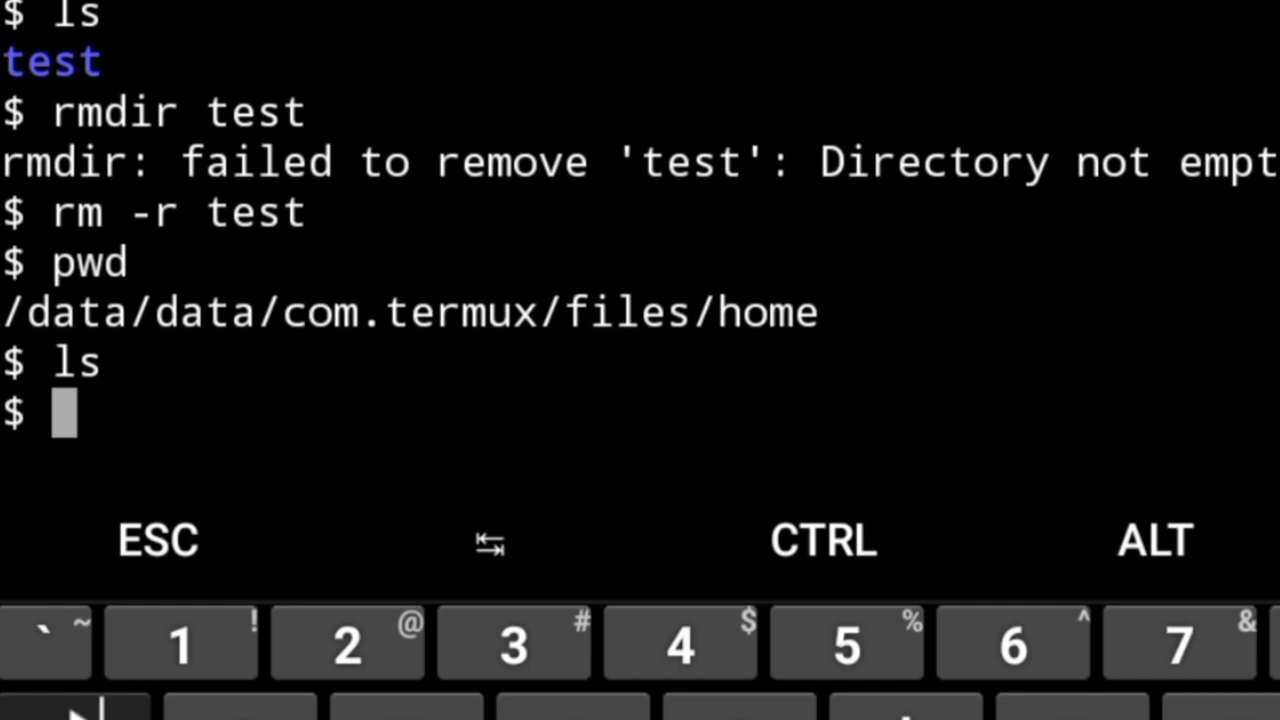 $ ls
test
$ rmdir test
rmdir: failed to remove 'test': Directory not empt
$ rm -r test
$ pwd
/data/data/com.termux/files/home
$ ls
$
ESC ↹ CTRL ALT
` ~ 1 ! 2 @ 3 # 4 $ 5 % 6 ^ 7 &